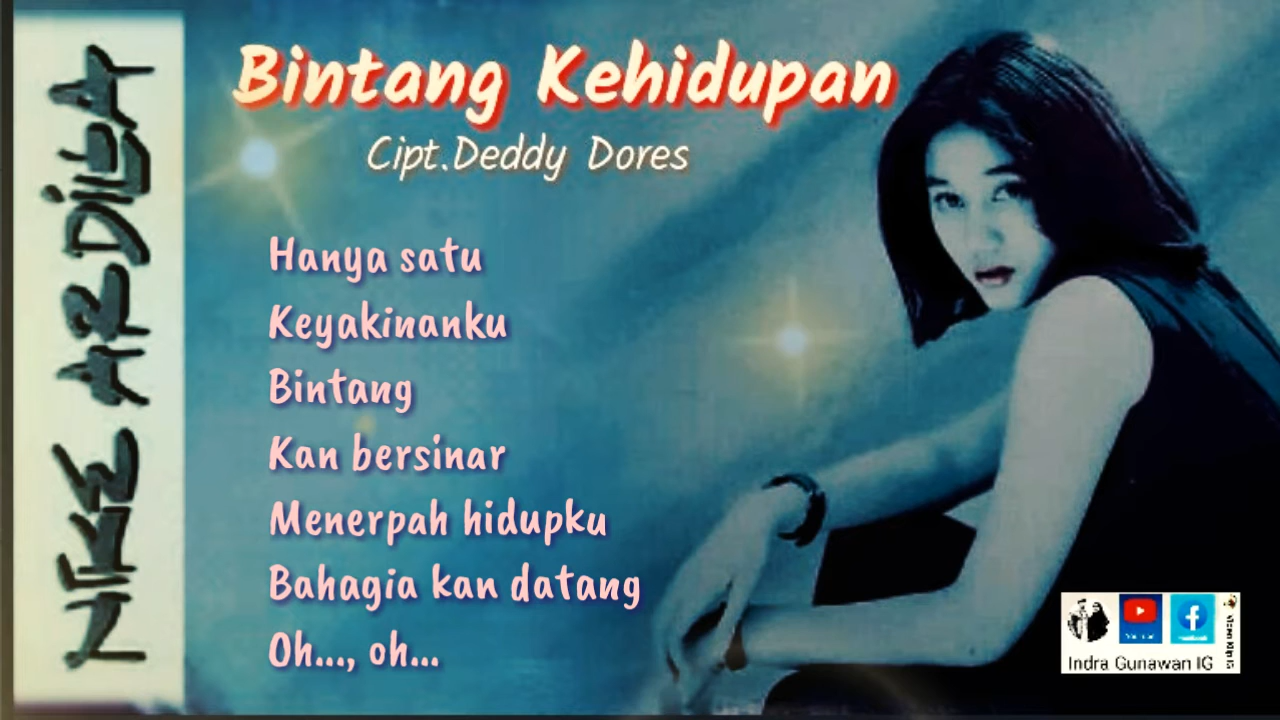 NIKE ARDILA
Bintang Kehidupan
Cipt.Deddy Dores
Hanya satu
Keyakinanku
Bintang
Kan bersinar
Menerpah hidupku
Bahagia kan datang
Oh..., oh...
Indra Gunawan IG